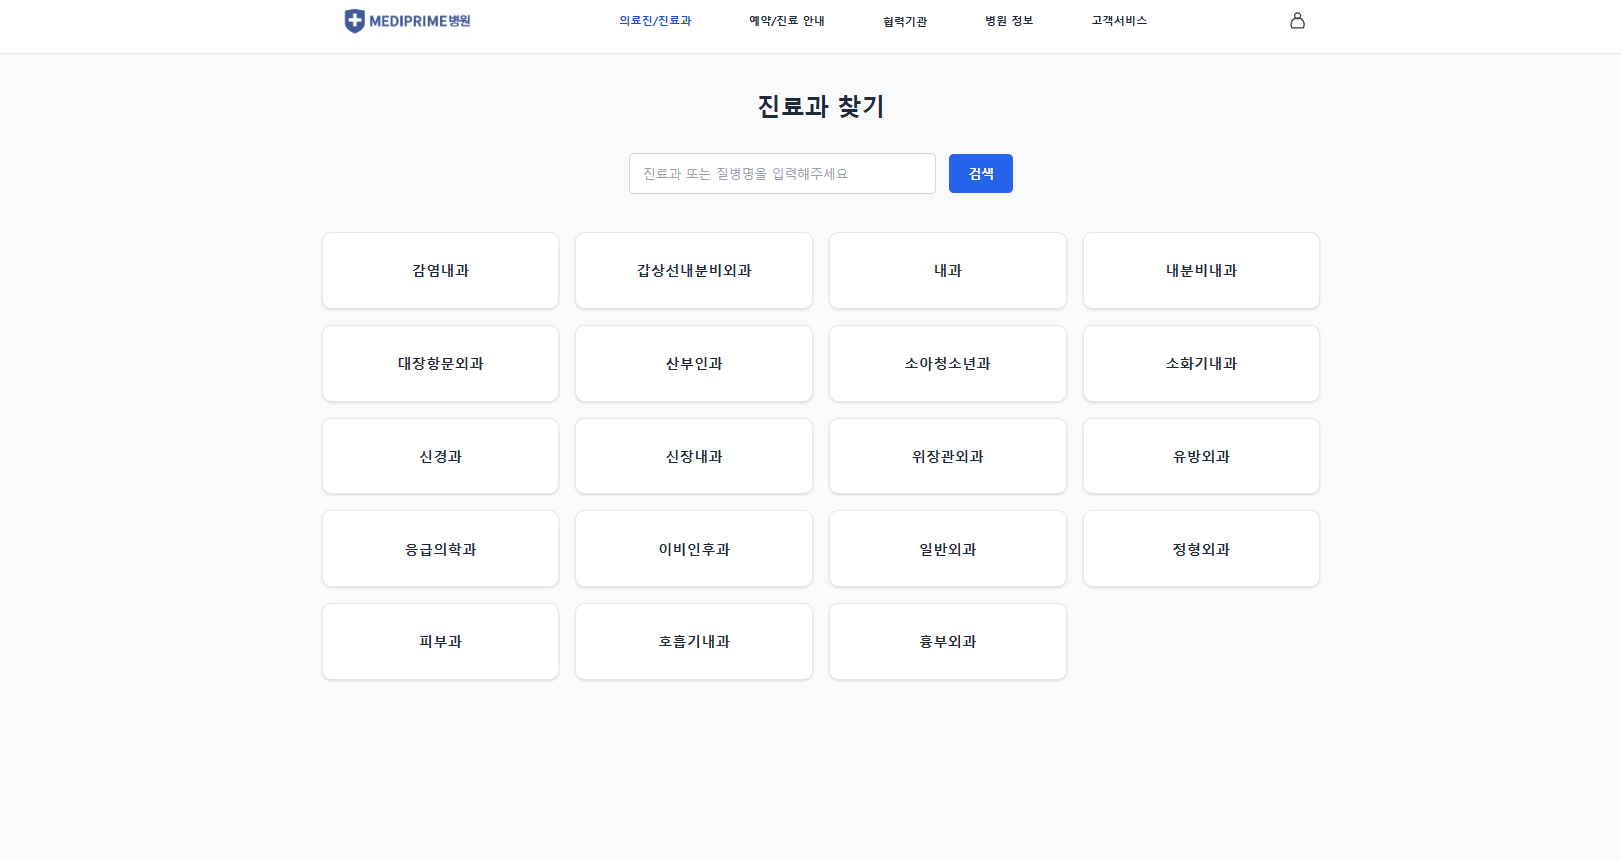 MEDIPRIME병원
의료진/진료과 예약/진료 안내 협력기관 병원 정보 고객서비스
진료과 찾기
진료과 또는 질병명을 입력해주세요 검색
감염내과 갑상선내분비외과 내과 내분비내과
대장항문외과 산부인과 소아청소년과 소화기내과
신경과 신장내과 위장관외과 유방외과
응급의학과 이비인후과 일반외과 정형외과
피부과 호흡기내과 흉부외과